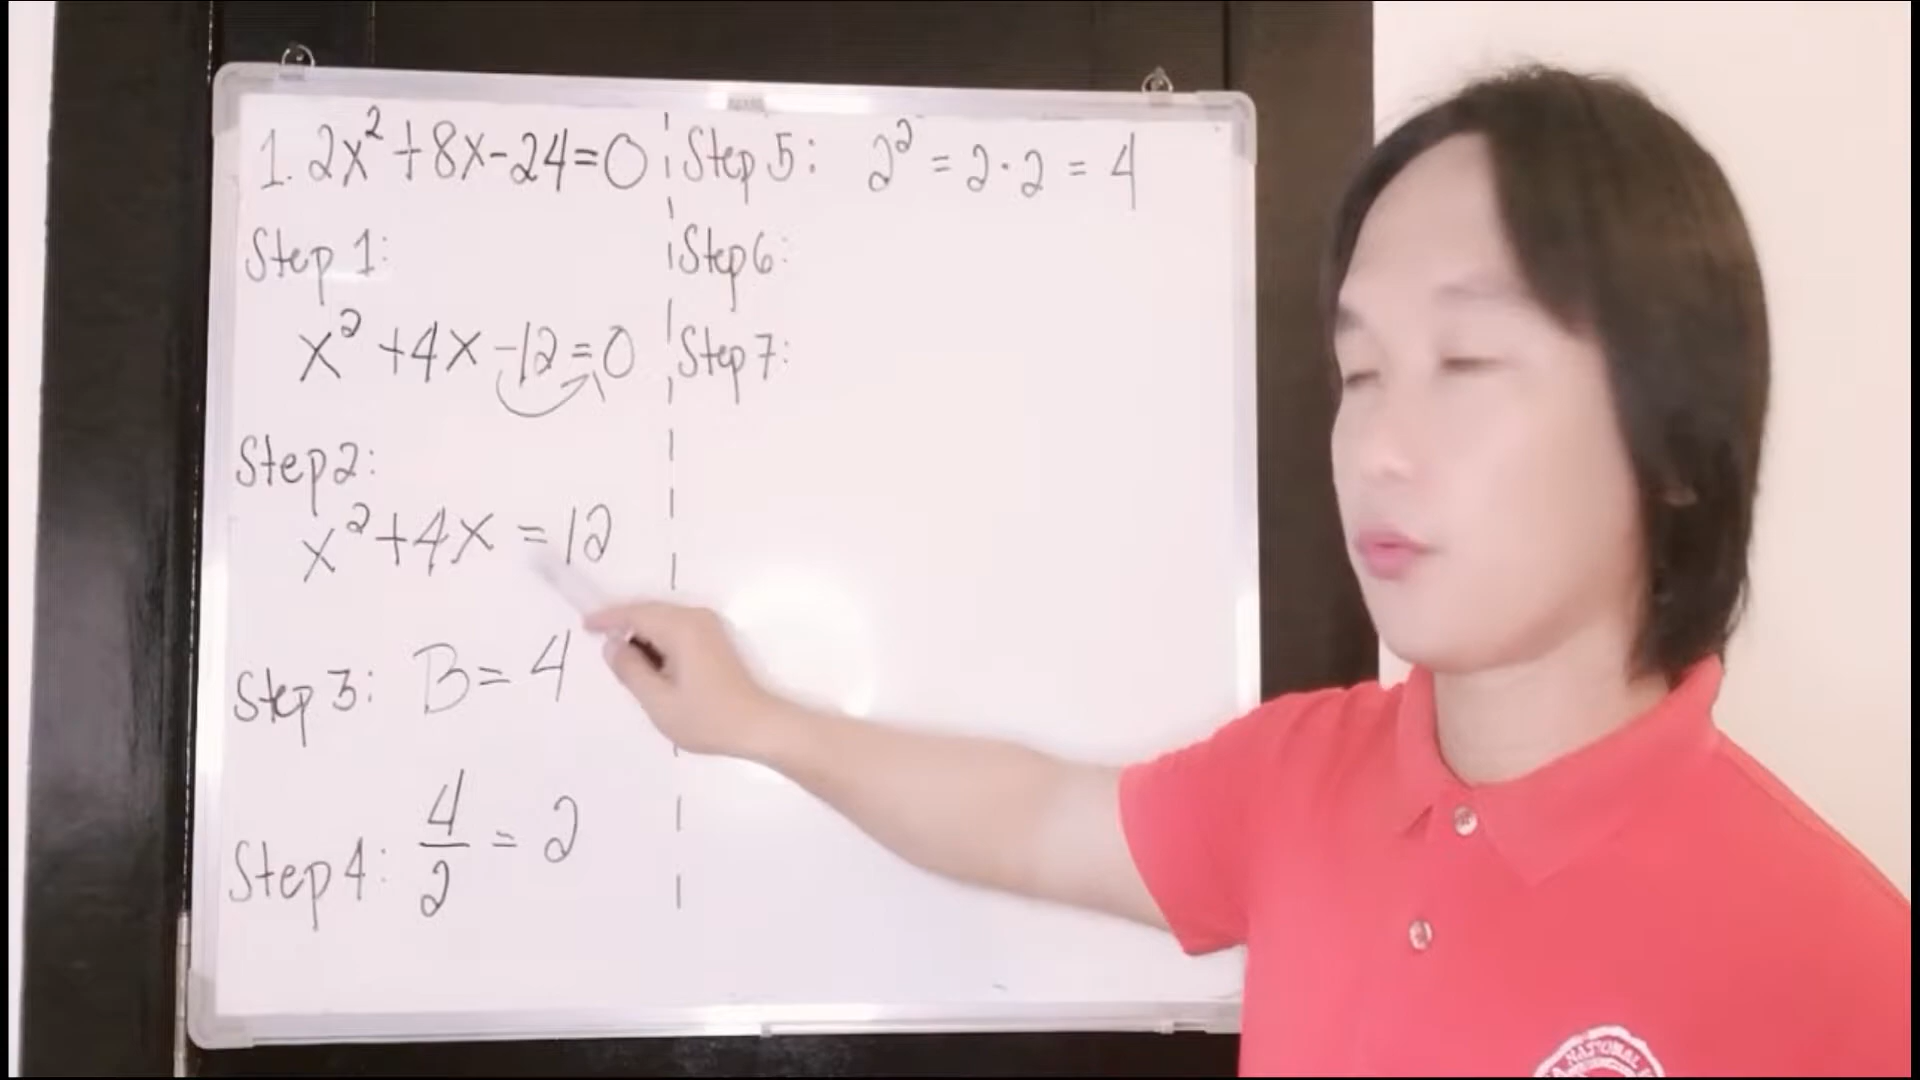 1. 2x² + 8x - 24 = 0
Step 1:
x² + 4x - 12 = 0
Step 2:
x² + 4x = 12
Step 3: B = 4
Step 4: 4/2 = 2
Step 5: 2² = 2 · 2 = 4
Step 6:
Step 7:
NATIONAL